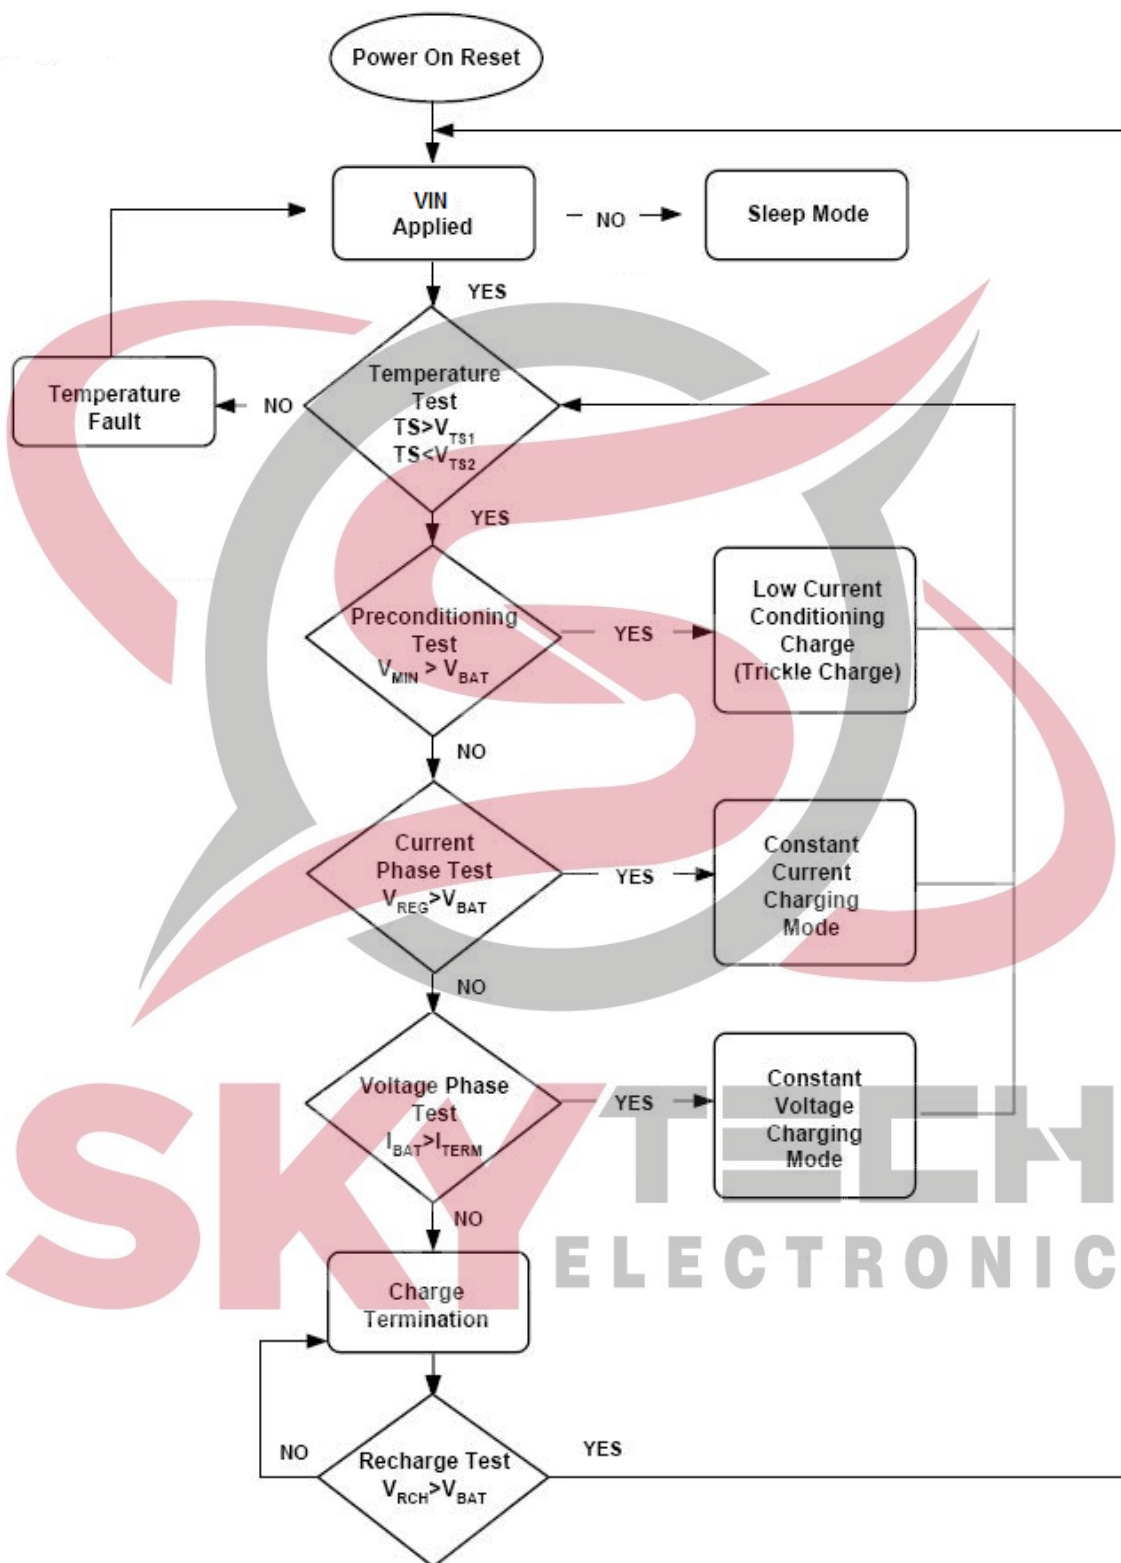 Power On Reset
VIN
Applied
NO
Sleep Mode
YES
Temperature
Fault
NO
Temperature
Test
TS>VTS1
TS<VTS2
YES
Preconditioning
Test
VMIN > VBAT
YES
Low Current
Conditioning
Charge
(Trickle Charge)
NO
Current
Phase Test
VREG>VBAT
YES
Constant
Current
Charging
Mode
NO
Voltage Phase
Test
IBAT>ITERM
YES
Constant
Voltage
Charging
Mode
SKYTECH
ELECTRONIC
NO
Charge
Termination
NO
Recharge Test
VRCH>VBAT
YES